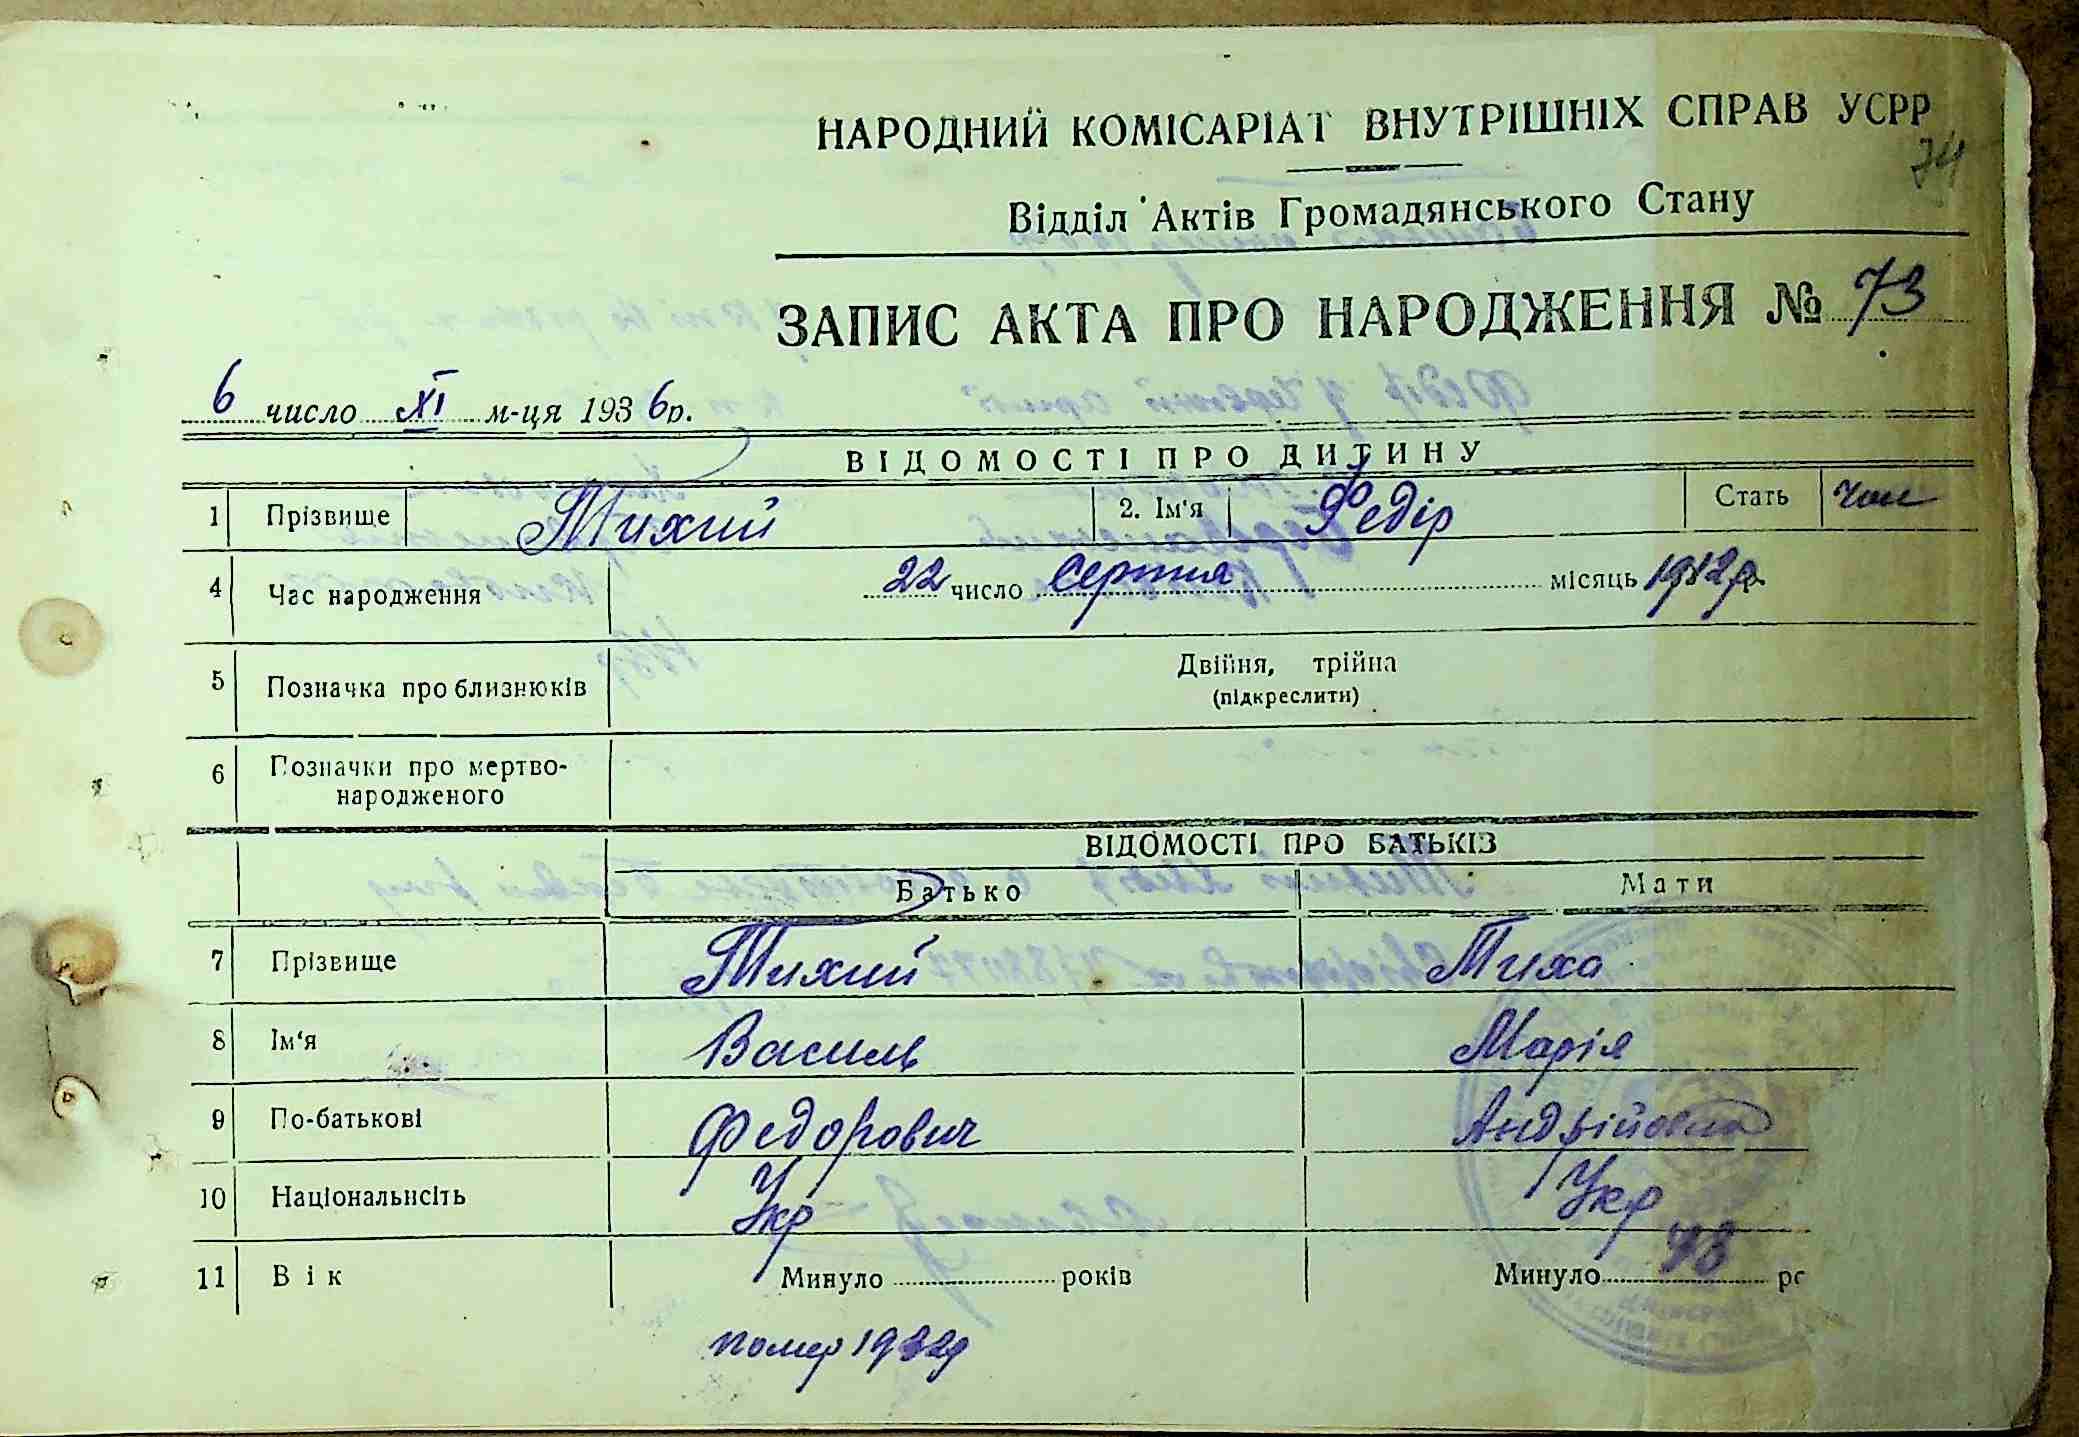 НАРОДНИЙ КОМІСАРІАТ ВНУТРІШНІХ СПРАВ УСРР
74
Відділ Актів Громадянського Стану
ЗАПИС АКТА ПРО НАРОДЖЕННЯ № 73
6 число XI м-ця 1936р.
ВІДОМОСТІ ПРО ДИТИНУ
1 Прізвище Тихий 2. Ім'я Федір Стать чол
4 Час народження 22 число Серпня місяць 1912р.
5 Позначка про близнюків Двійня, трійна
(підкреслити)
6 Позначки про мертво-
народженого
ВІДОМОСТІ ПРО БАТЬКІВ
Батько Мати
7 Прізвище Тихий Тиха
8 Ім'я Василь Марія
9 По-батькові Федорович Андрійовна
10 Національність Укр Укр
11 Вік Минуло років Минуло 73 ро
помер 1932р